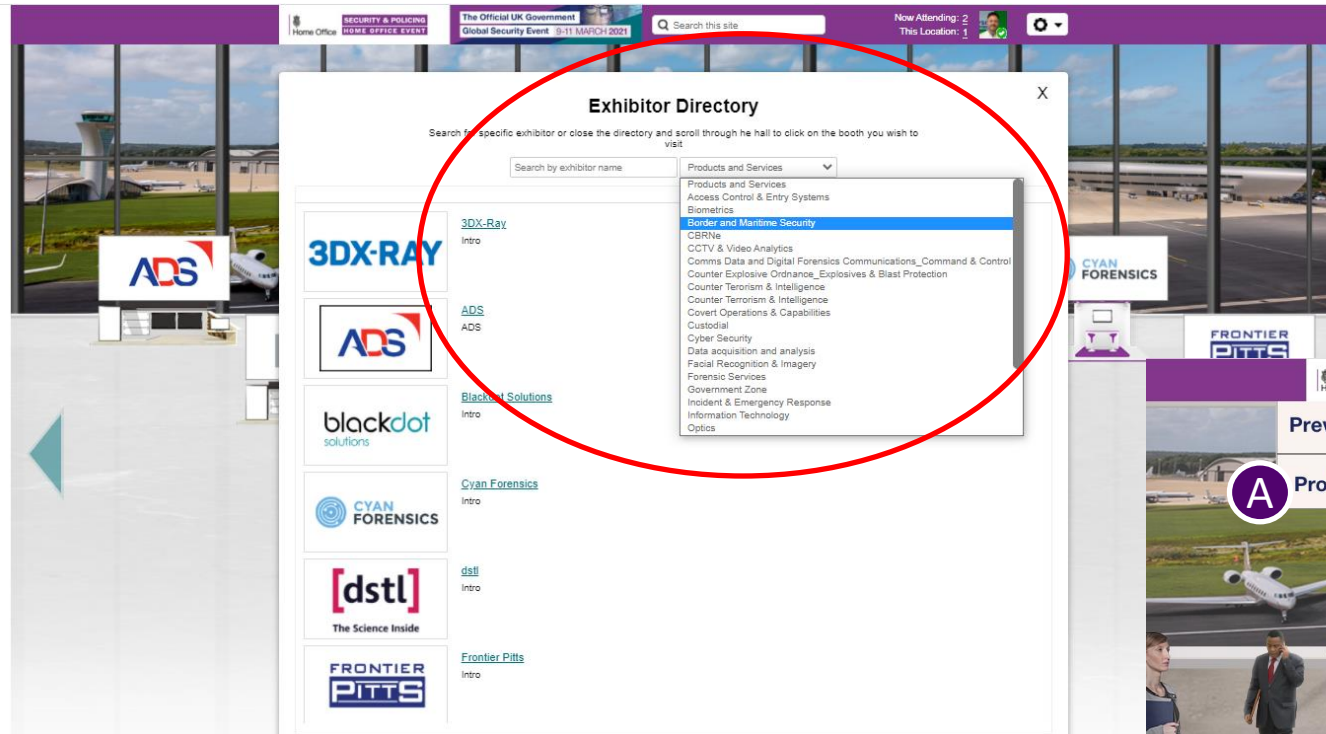 Home Office
SECURITY & POLICING
HOME OFFICE EVENT
The Official UK Government
Global Security Event 9-11 MARCH 2021
Search this site
Now Attending: 2
This Location: 1
X
Exhibitor Directory
Search for specific exhibitor or close the directory and scroll through he hall to click on the booth you wish to
visit
Search by exhibitor name
Products and Services
Products and Services
Access Control & Entry Systems
Biometrics
Border and Maritime Security
CBRNe
CCTV & Video Analytics
Comms Data and Digital Forensics Communications_Command & Control
Counter Explosive Ordnance_Explosives & Blast Protection
Counter Terorism & Intelligence
Counter Terrorism & Intelligence
Covert Operations & Capabilities
Custodial
Cyber Security
Data acquisition and analysis
Facial Recognition & Imagery
Forensic Services
Government Zone
Incident & Emergency Response
Information Technology
Optics
3DX-RAY
3DX-Ray
Intro
ADS
ADS
ADS
blackdot
solutions
Blackdot Solutions
Intro
CYAN
FORENSICS
Cyan Forensics
Intro
[dstl]
The Science Inside
dstl
Intro
FRONTIER
PITTS
Frontier Pitts
Intro
ADS
CYAN
FORENSICS
FRONTIER
PITTS
A